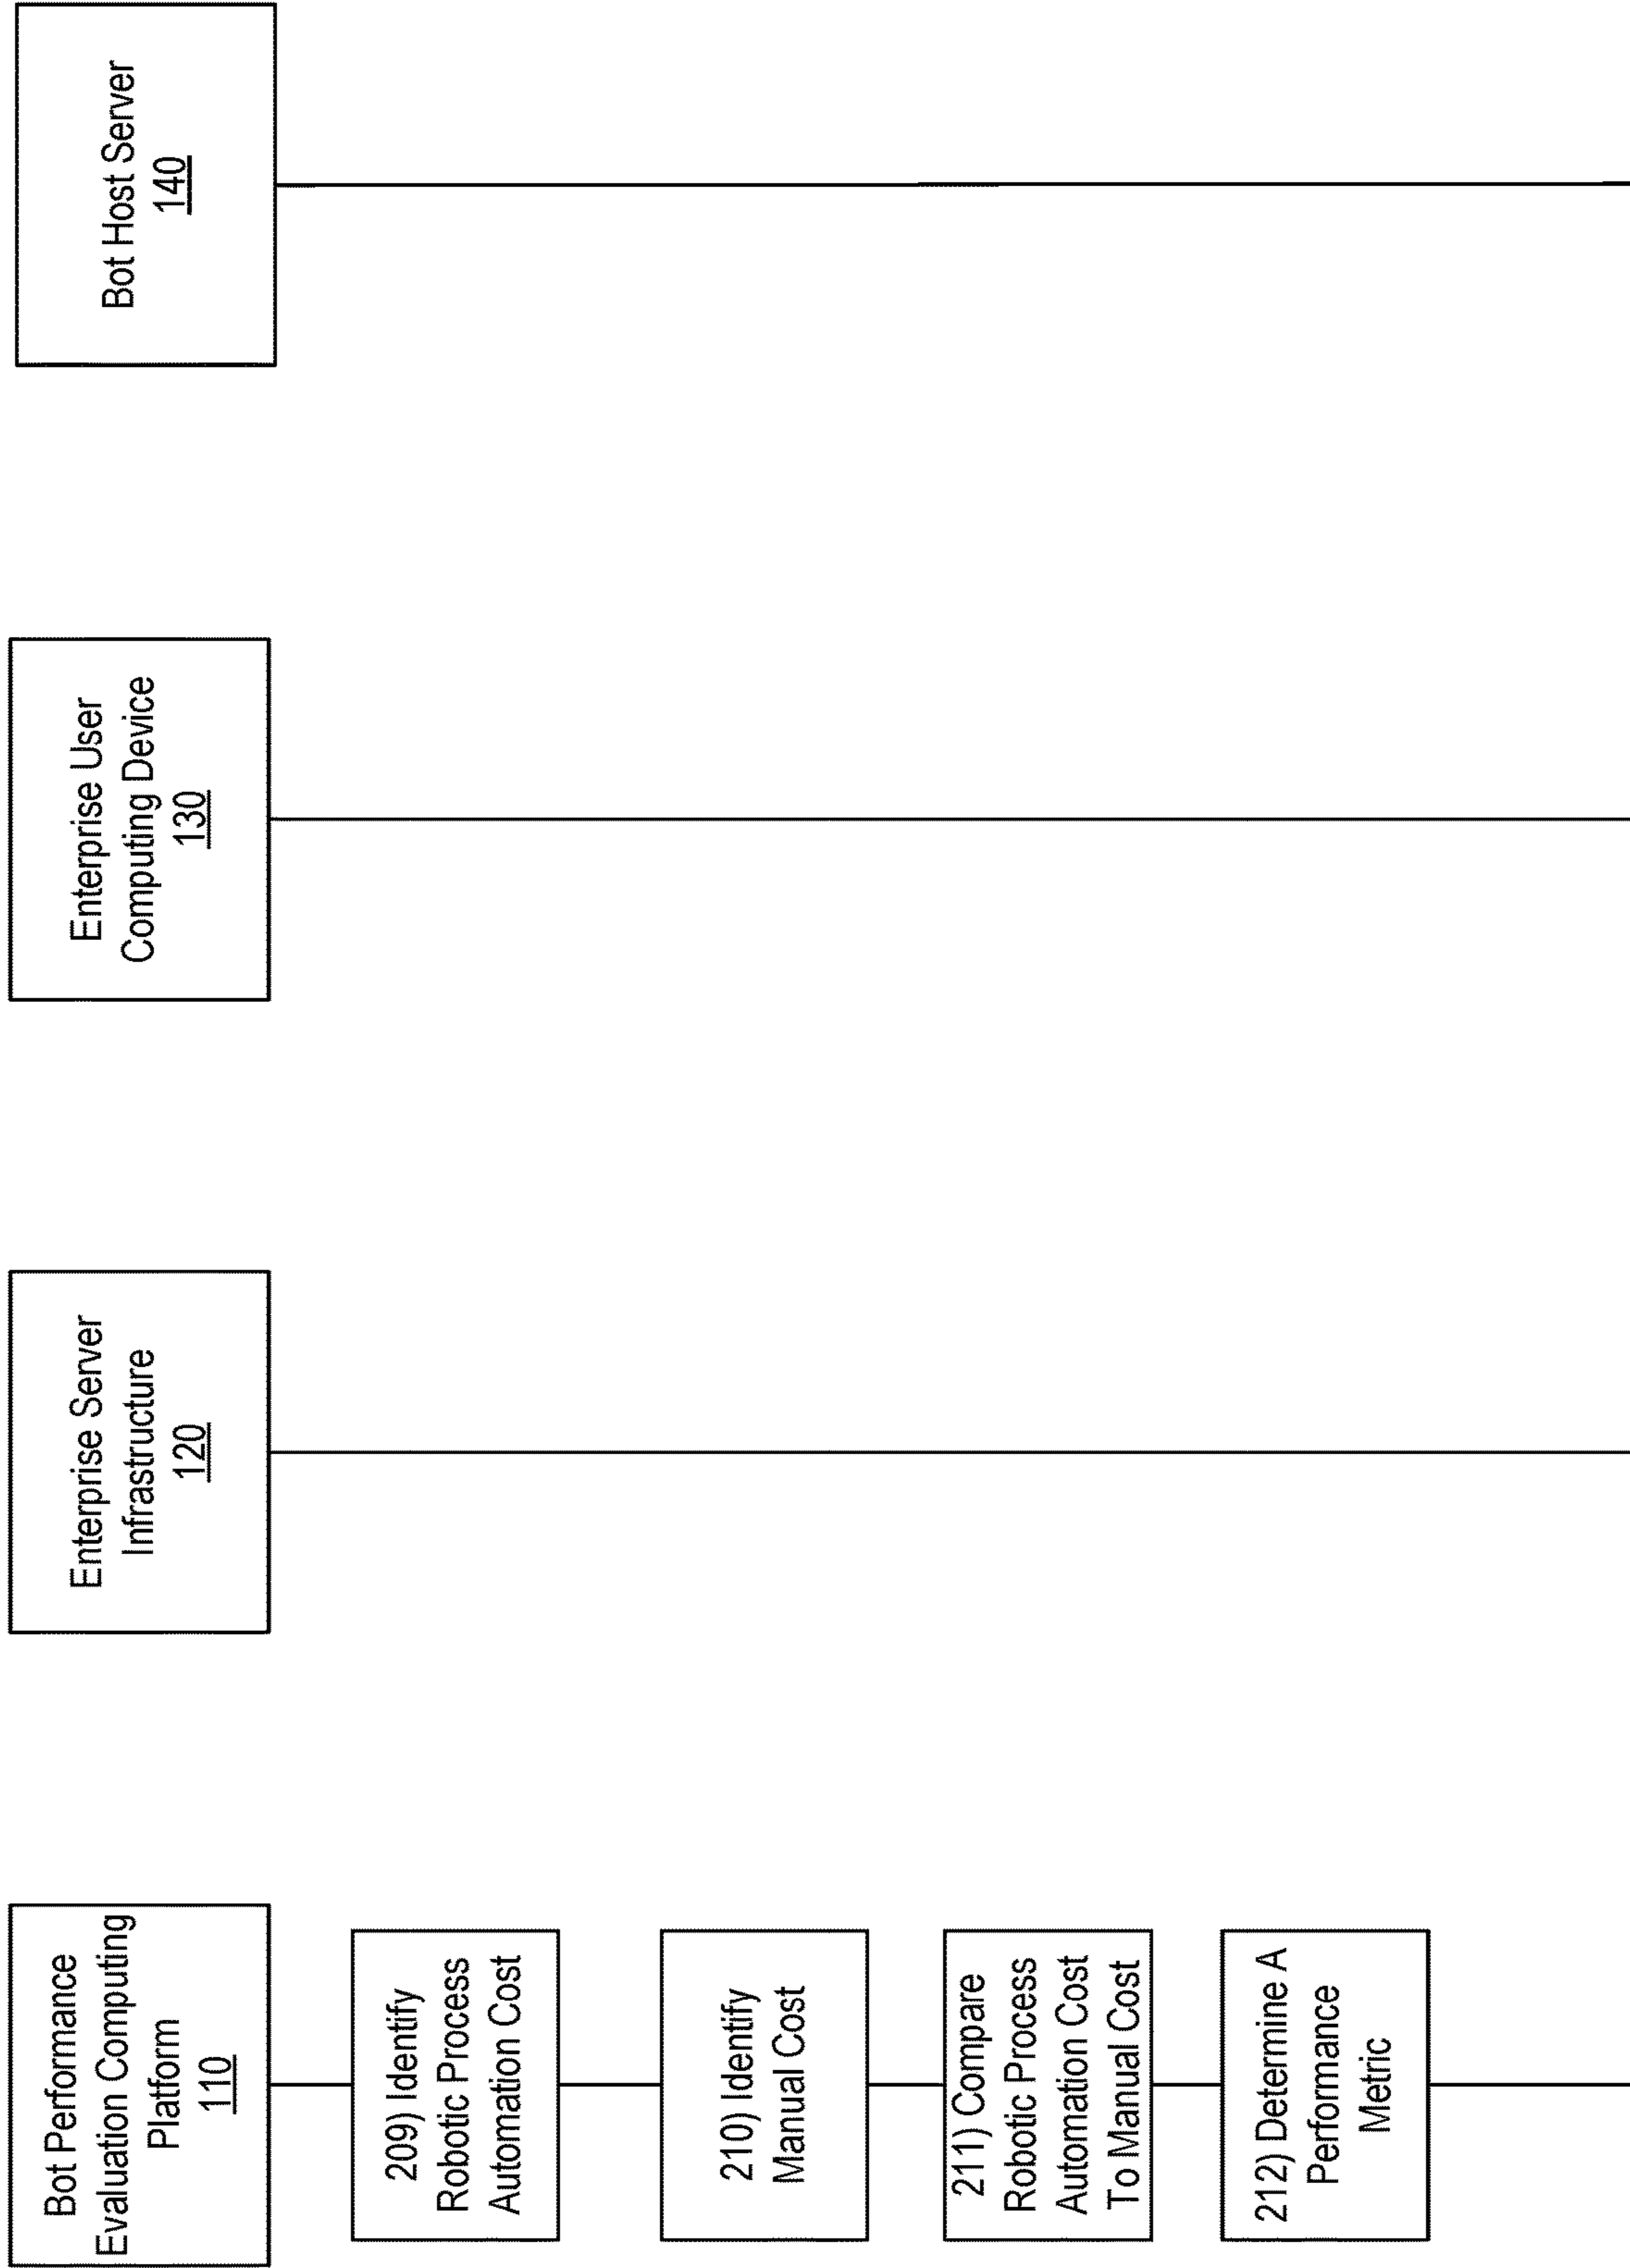 Bot Performance
Evaluation Computing
Platform
110
Enterprise Server
Infrastructure
120
Enterprise User
Computing Device
130
Bot Host Server
140
209) Identify
Robotic Process
Automation Cost
210) Identify
Manual Cost
211) Compare
Robotic Process
Automation Cost
To Manual Cost
212) Determine A
Performance
Metric